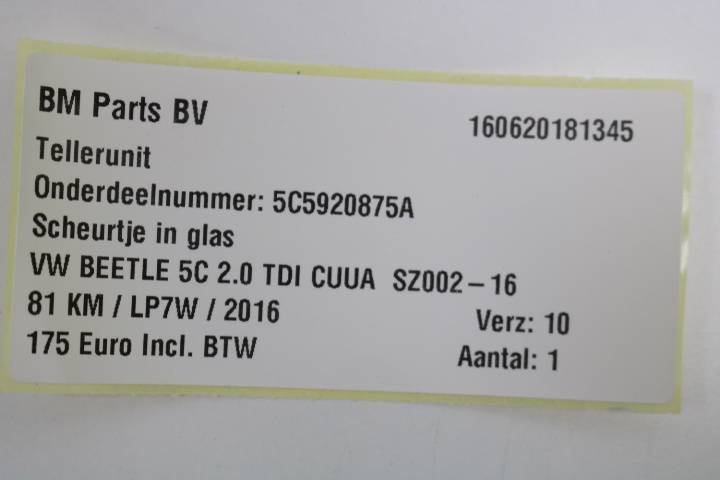 BM Parts BV 160620181345
Tellerunit
Onderdeelnummer: 5C5920875A
Scheurtje in glas
VW BEETLE 5C 2.0 TDI CUUA SZ002-16
81 KM / LP7W / 2016 Verz: 10
175 Euro Incl. BTW Aantal: 1